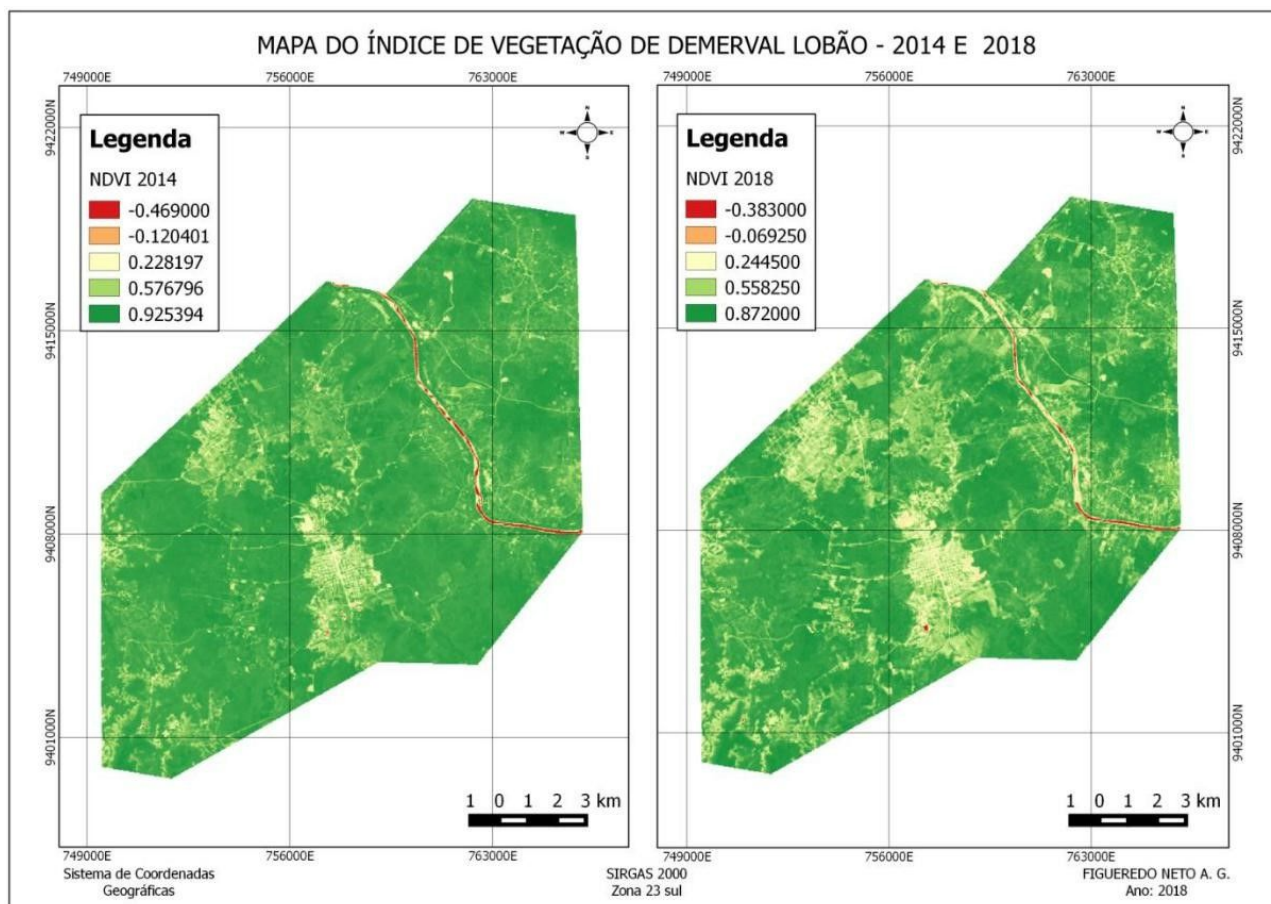 MAPA DO ÍNDICE DE VEGETAÇÃO DE DEMERVAL LOBÃO - 2014 E 2018
749000E 756000E 763000E
9422000N
9415000N
9408000N
9401000N
N
W E
S
Legenda
NDVI 2014
-0.469000
-0.120401
0.228197
0.576796
0.925394
1 0 1 2 3 km
749000E 756000E 763000E
749000E 756000E 763000E
N
W E
S
Legenda
NDVI 2018
-0.383000
-0.069250
0.244500
0.558250
0.872000
9422000N
9415000N
9408000N
9401000N
1 0 1 2 3 km
749000E 756000E 763000E
Sistema de Coordenadas
Geográficas
SIRGAS 2000
Zona 23 sul
FIGUEREDO NETO A. G.
Ano: 2018